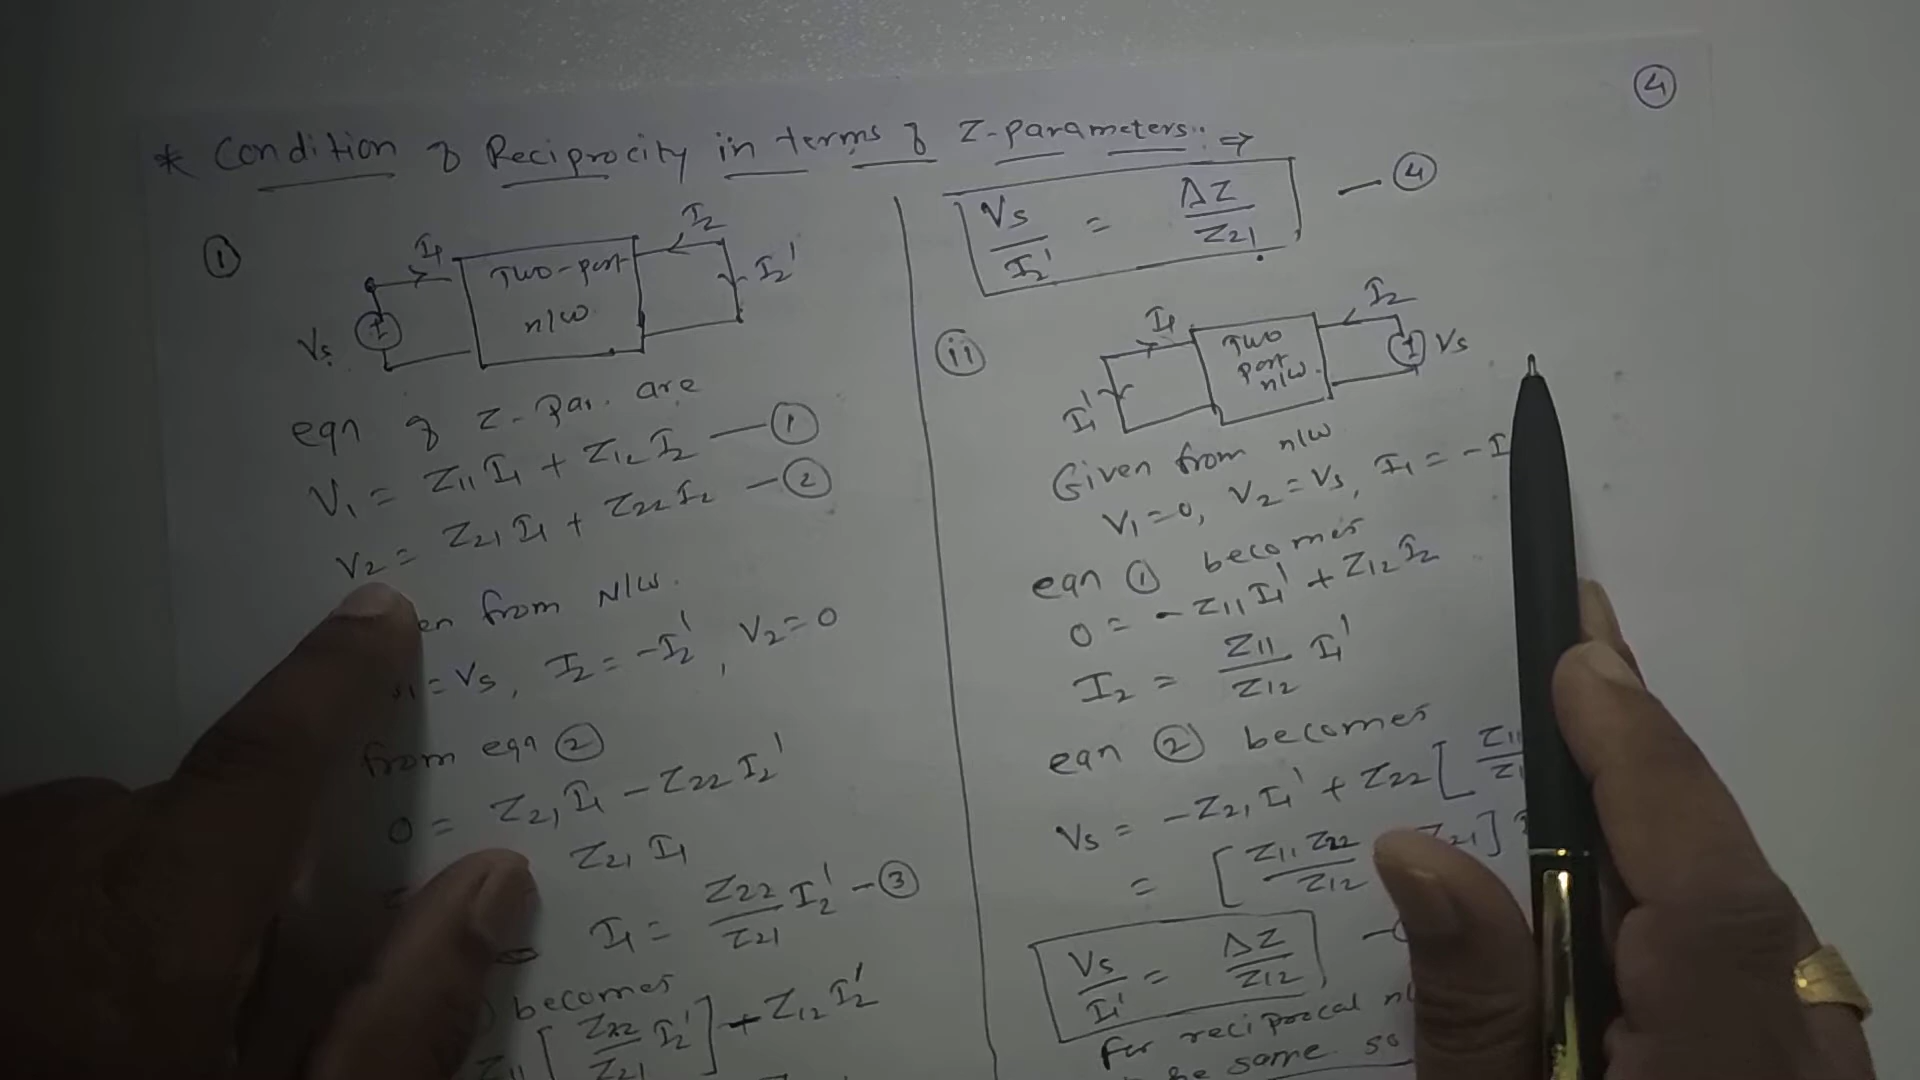 ④
* Condition of Reciprocity in terms of Z-parameters: ⇒
①
I1
Two-port
n/w
I2
I2'
Vs
eqn of Z-par. are
V1 = Z11 I1 + Z12 I2 — ①
V2 = Z21 I1 + Z22 I2 — ②
en from N/w.
= Vs, I2 = -I2', V2 = 0
from eqn ②
0 = Z21 I1 - Z22 I2'
Z21 I1
I1 = Z22/Z21 I2' — ③
becomes
Z11 [Z22/Z21 I2'] + Z12 I2'
Vs/I2' = ΔZ/Z21 — ④
ⅱ
I1
Two
port
n/w.
I2
Vs
I1'
Given from n/w
V1 = 0, V2 = Vs, I1 = -I
eqn ① becomes
0 = -Z11 I1' + Z12 I2
I2 = Z11/Z12 I1'
eqn ② becomes
Vs = -Z21 I1' + Z22 [Z11
= [Z11 Z22/Z12 Z21]
Vs/I1' = ΔZ/Z12
for reciprocal
be same so